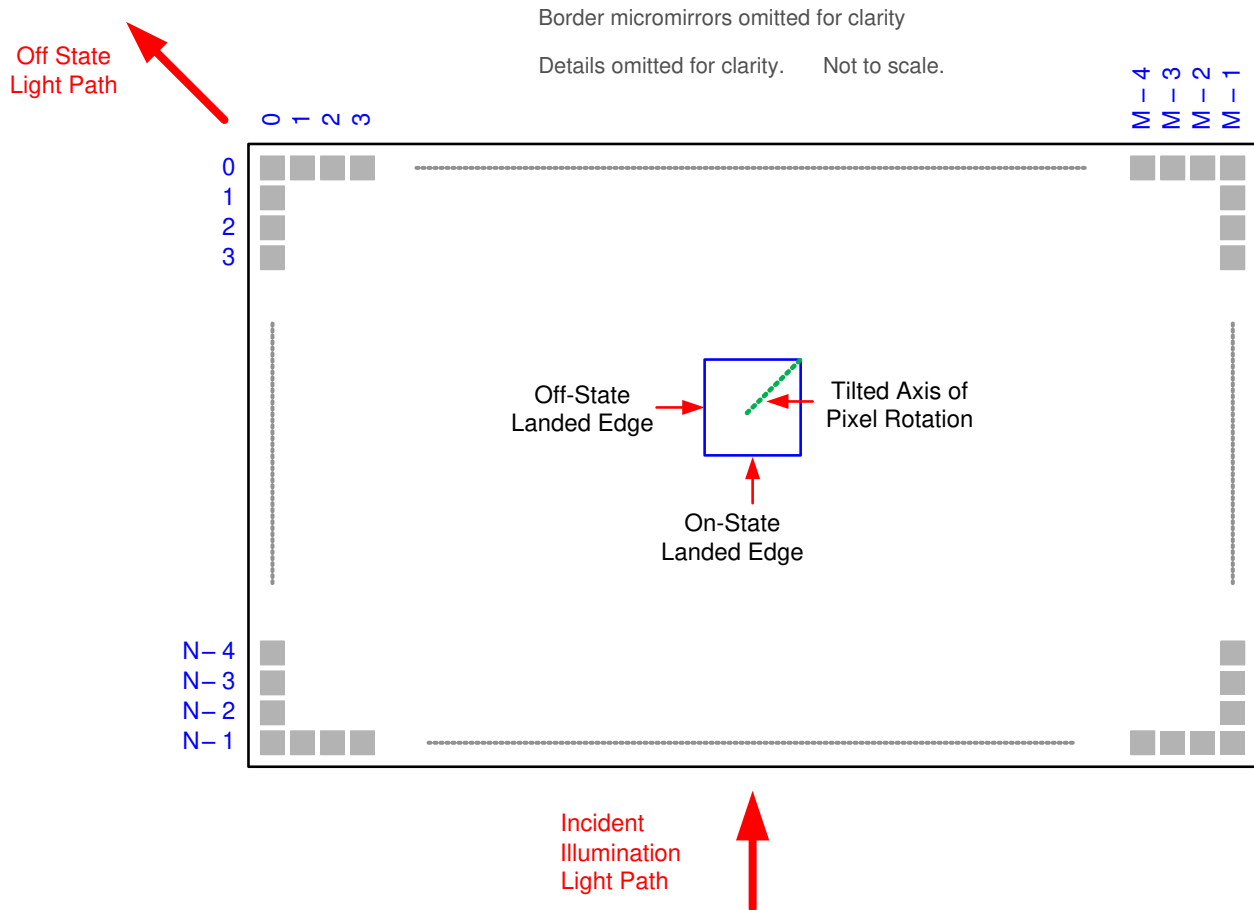 Border micromirrors omitted for clarity
Details omitted for clarity. Not to scale.
Off State
Light Path
0
1
2
3
M – 4
M – 3
M – 2
M – 1
0
1
2
3
Off-State
Landed Edge
Tilted Axis of
Pixel Rotation
On-State
Landed Edge
N – 4
N – 3
N – 2
N – 1
Incident
Illumination
Light Path